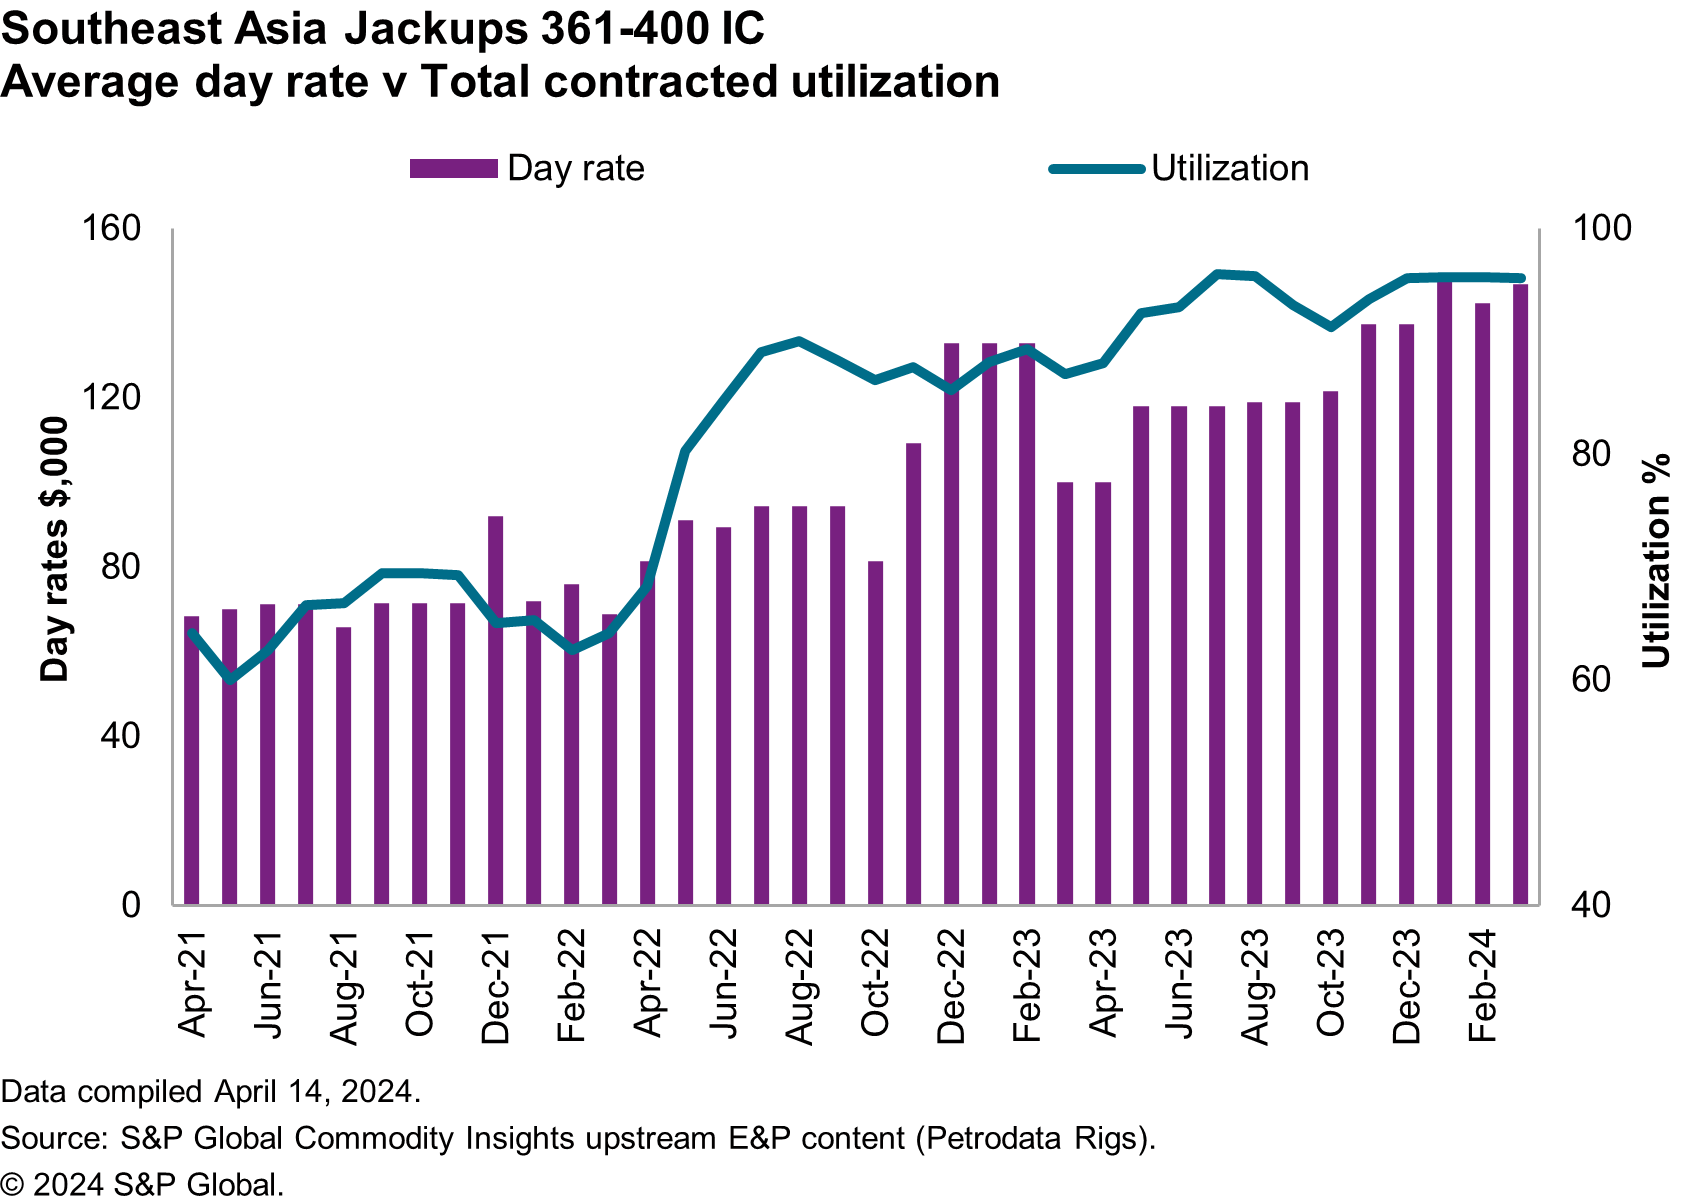 Southeast Asia Jackups 361-400 IC
Average day rate v Total contracted utilization
Day rate
Utilization
160
120
80
40
0
Day rates $,000
100
80
60
40
Utilization %
Apr-21
Jun-21
Aug-21
Oct-21
Dec-21
Feb-22
Apr-22
Jun-22
Aug-22
Oct-22
Dec-22
Feb-23
Apr-23
Jun-23
Aug-23
Oct-23
Dec-23
Feb-24
Data compiled April 14, 2024.
Source: S&P Global Commodity Insights upstream E&P content (Petrodata Rigs).
© 2024 S&P Global.